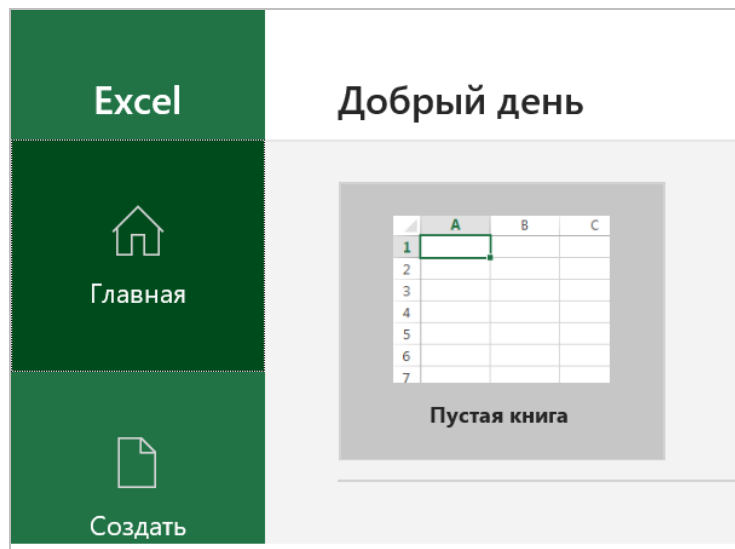 Excel
Добрый день
Главная
A B C
1
2
3
4
5
6
7
Пустая книга
Создать